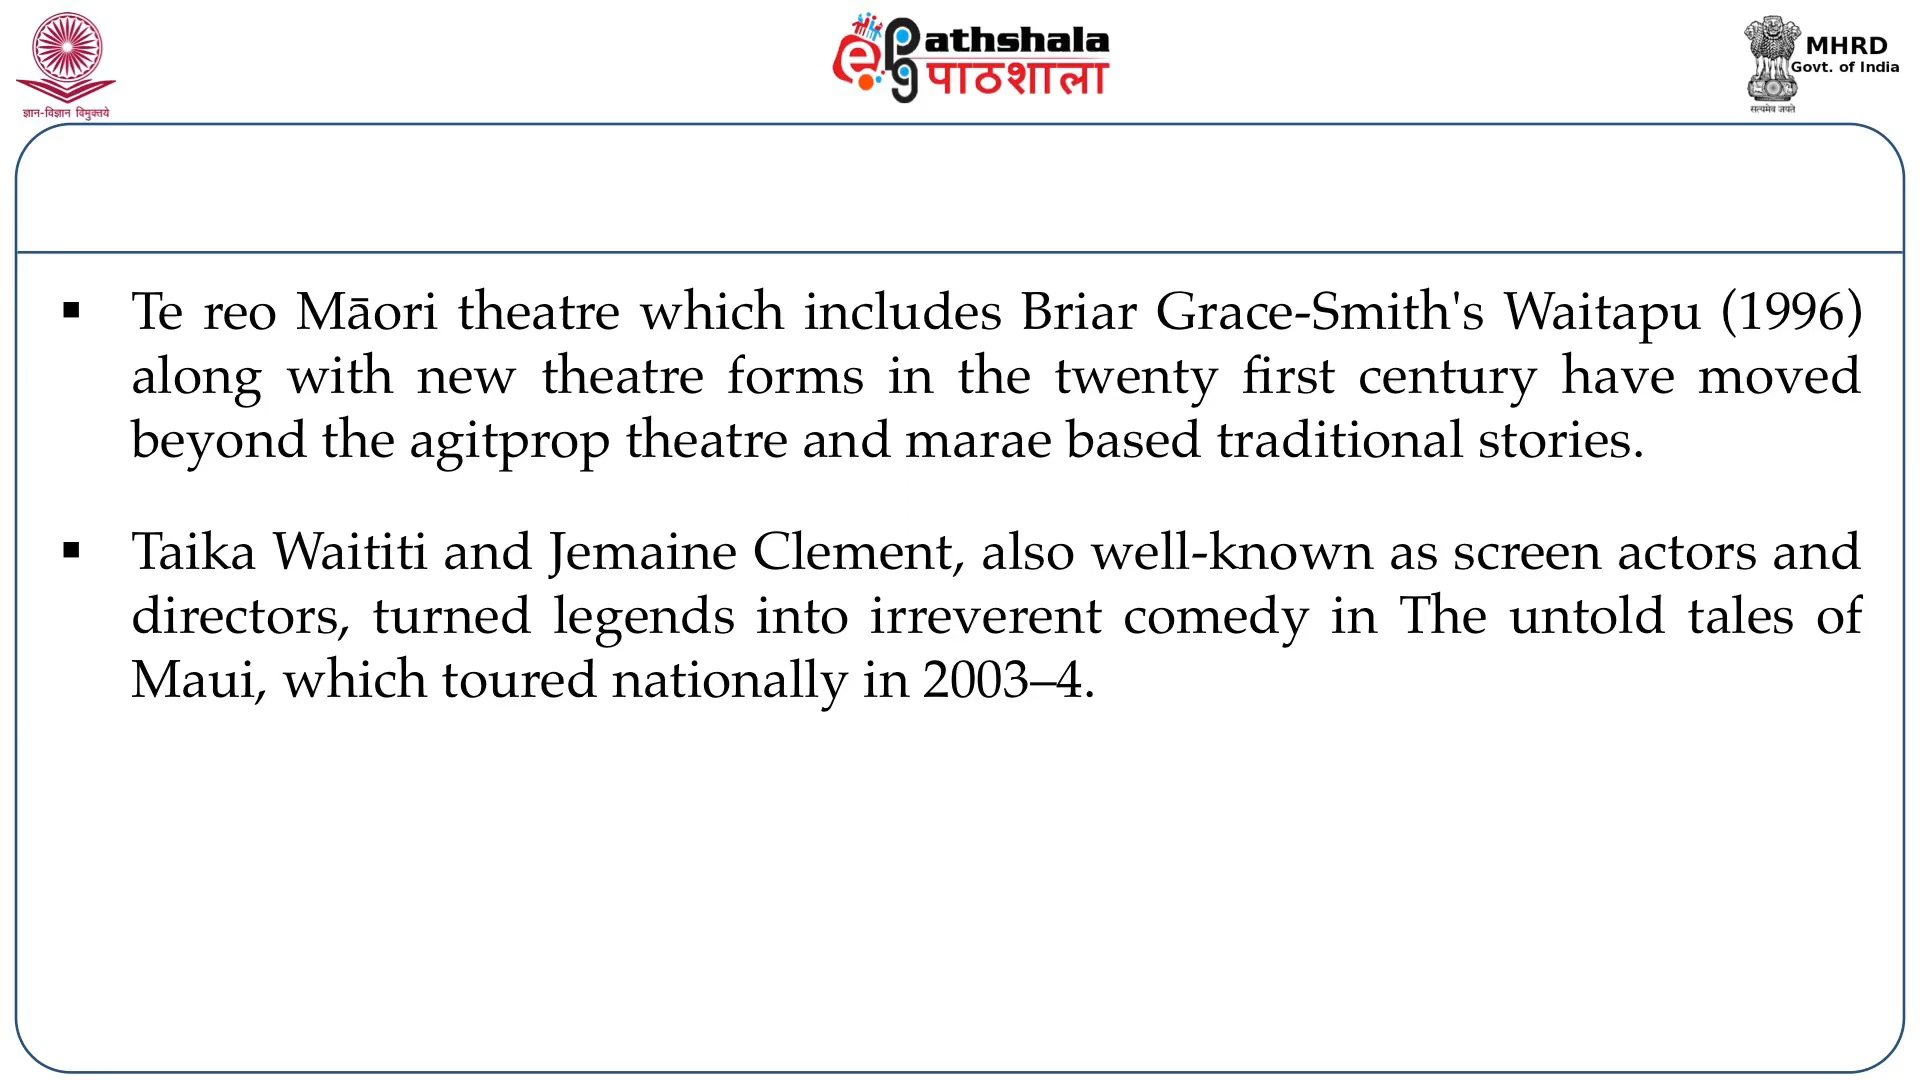 ज्ञान-विज्ञान विमुक्तये
e pg Pathshala
पाठशाला
MHRD
Govt. of India
सत्यमेव जयते
▪ Te reo Māori theatre which includes Briar Grace-Smith's Waitapu (1996)
along with new theatre forms in the twenty first century have moved
beyond the agitprop theatre and marae based traditional stories.
▪ Taika Waititi and Jemaine Clement, also well-known as screen actors and
directors, turned legends into irreverent comedy in The untold tales of
Maui, which toured nationally in 2003–4.